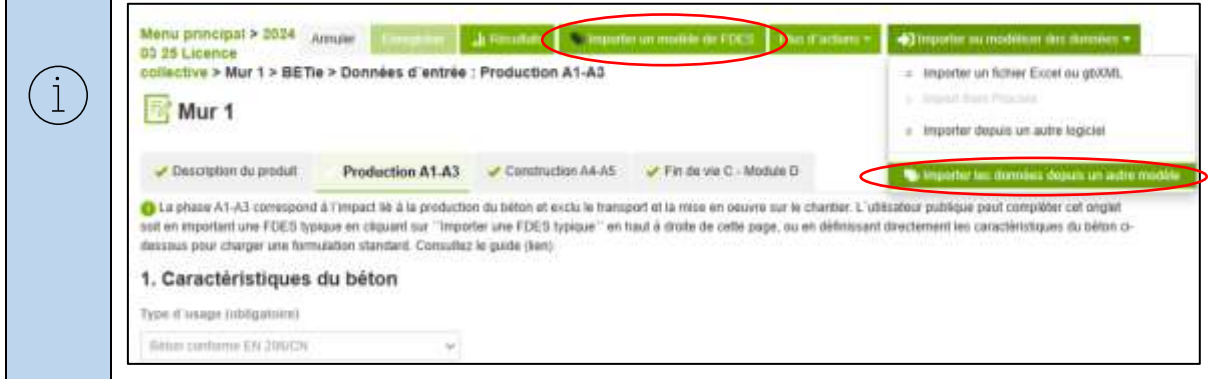 i
Menu principal > 2024
03 25 Licence
collective > Mur 1 > BETie > Données d'entrée : Production A1-A3
Annuler
Enregistrer
Résultats
Importer un modèle de FDES
Plus d'actions
Importer ou modéliser des données
Importer un fichier Excel ou gbXML
Importer depuis un autre logiciel
Importer les données depuis un autre modèle
Mur 1
Description du produit
Production A1-A3
Construction A4-A5
Fin de vie C - Module D
La phase A1-A3 correspond à l'impact lié à la production du béton et exclu le transport et la mise en oeuvre sur le chantier. L'utilisateur publique peut compléter cet onglet
soit en important une FDES typique en cliquant sur "Importer une FDES typique" en haut à droite de cette page, ou en définissant directement les caractéristiques du béton ci-
dessous pour charger une formulation standard. Consultez le guide (lien)
1. Caractéristiques du béton
Type d'usage (obligatoire)
Béton conforme EN 206/CN